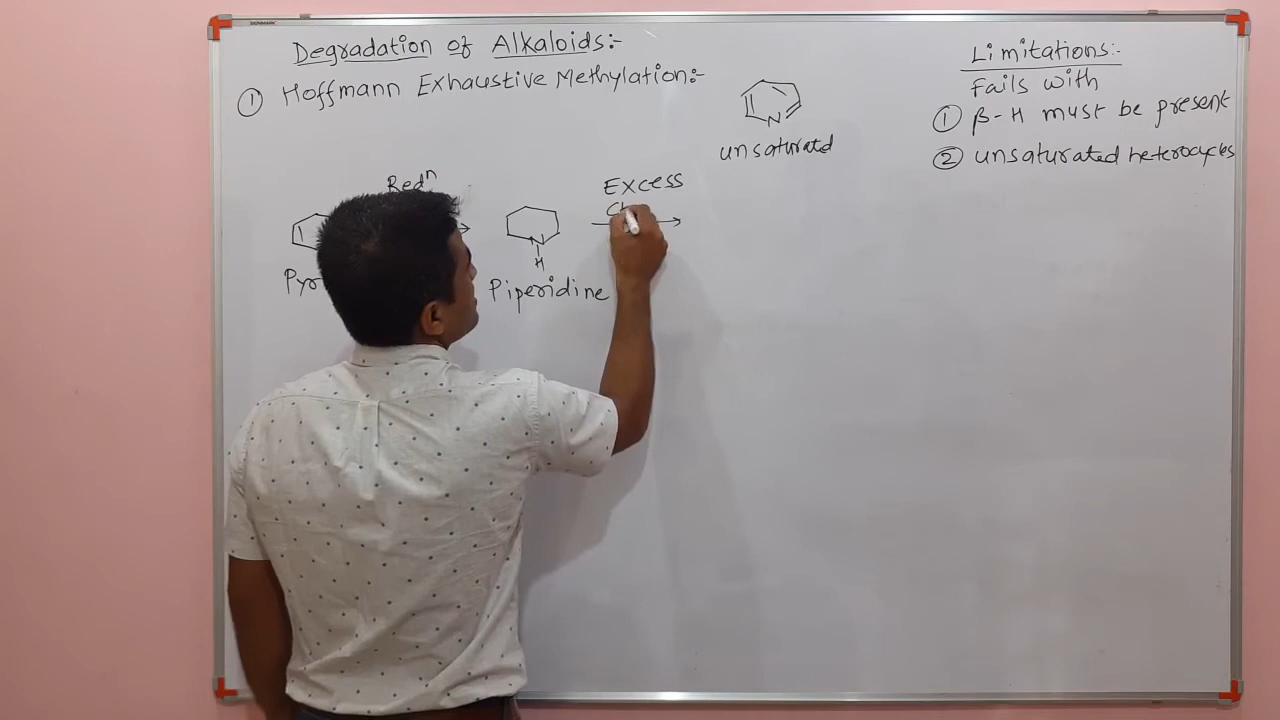 Degradation of Alkaloids:-
① Hoffmann Exhaustive Methylation:-
N
unsaturated
Limitations:-
Fails with
① β-H must be present
② unsaturated heterocycles
Redⁿ
N
H
Piperidine
Excess